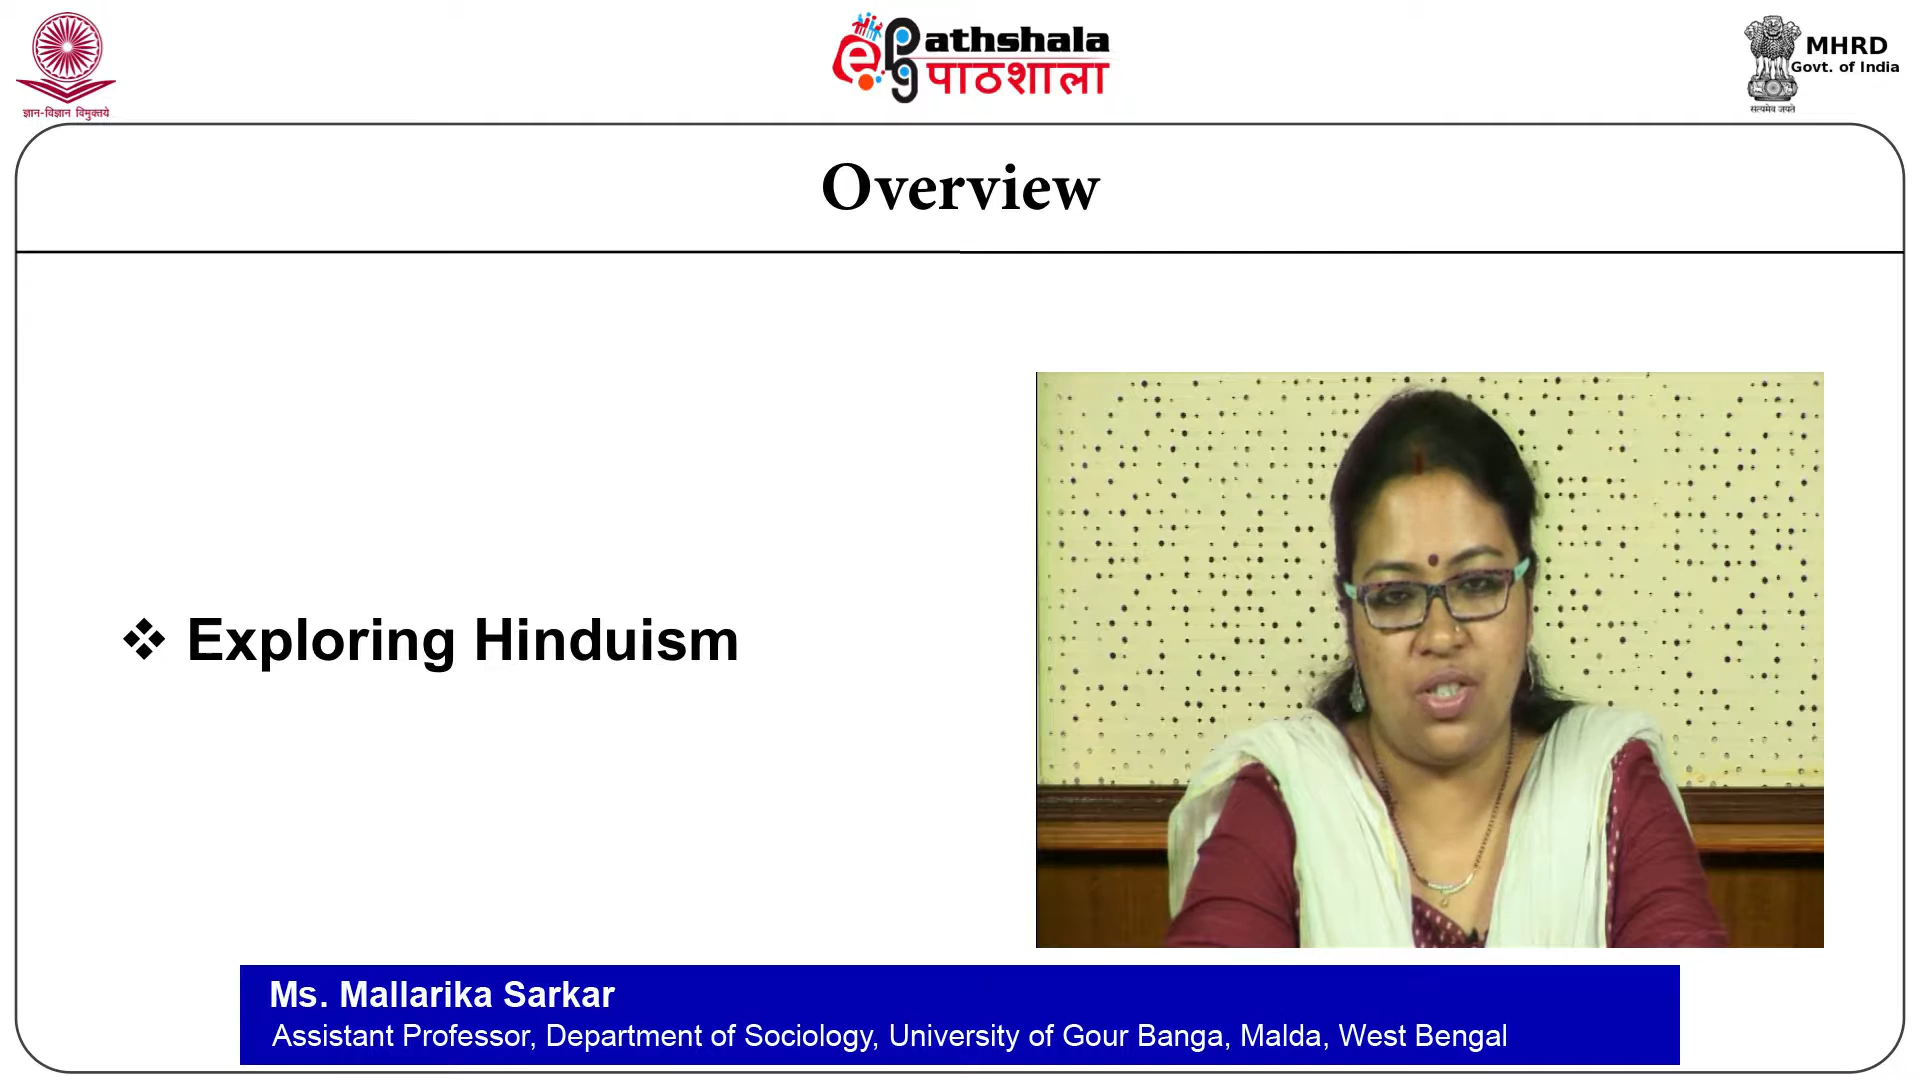 ज्ञान-विज्ञान विमुक्तये
ePathshala
पाठशाला
MHRD
Govt. of India
सत्यमेव जयते
Overview
❖ Exploring Hinduism
Ms. Mallarika Sarkar
Assistant Professor, Department of Sociology, University of Gour Banga, Malda, West Bengal